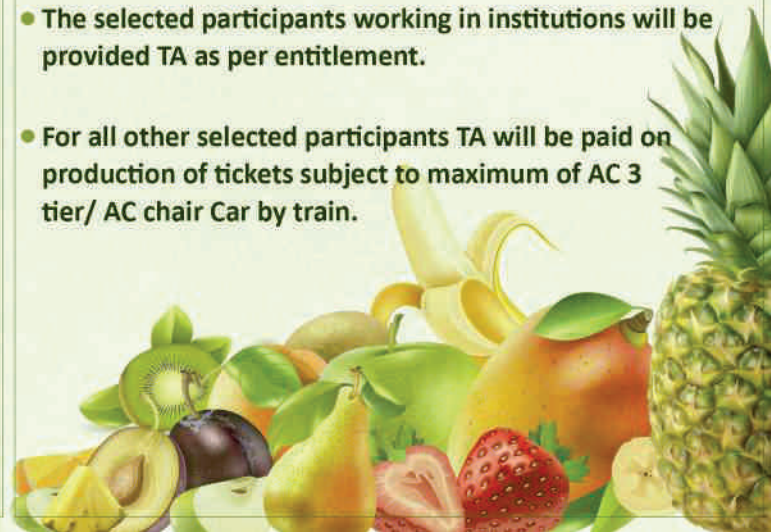 • The selected participants working in institutions will be
provided TA as per entitlement.
• For all other selected participants TA will be paid on
production of tickets subject to maximum of AC 3
tier/ AC chair Car by train.